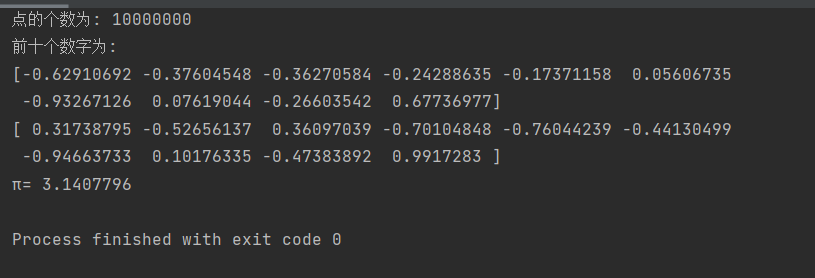 点的个数为: 10000000
前十个数字为:
[-0.62910692 -0.37604548 -0.36270584 -0.24288635 -0.17371158  0.05606735
 -0.93267126  0.07619044 -0.26603542  0.67736977]
[ 0.31738795 -0.52656137  0.36097039 -0.70104848 -0.76044239 -0.44130499
 -0.94663733  0.10176335 -0.47383892  0.9917283 ]
π= 3.1407796
Process finished with exit code 0